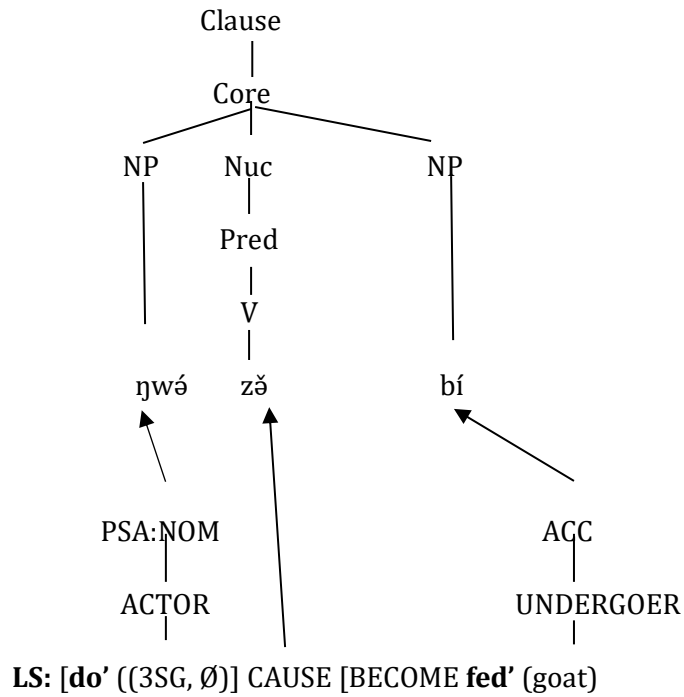 Clause
Core
NP Nuc NP
Pred
V
ŋwə́ zə̌ bí
PSA:NOM ACC
ACTOR UNDERGOER
LS: [do’ ((3SG, Ø)] CAUSE [BECOME fed’ (goat)